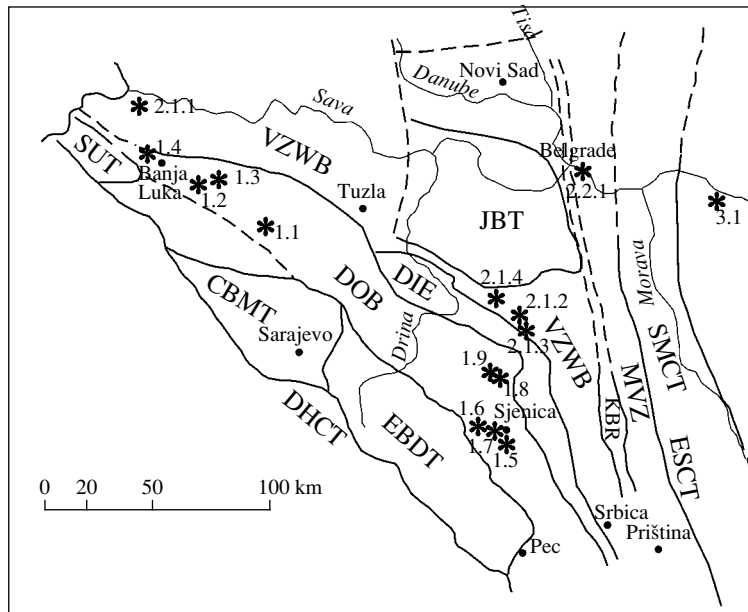 Tisa
Novi Sad
Danube
Sava
2.1.1
VZWB
1.4
Belgrade
SUT
Banja
Luka
1.3
1.2
2.2.1
Tuzla
3.1
JBT
1.1
Morava
DIE
2.1.4
CBMT
DOB
2.1.2
Drina
Sarajevo
2.1.3
VZWB
SMCT
1.9
1.8
MVZ
DHCT
EBDT
1.6
Sjenica
KBR
1.7
1.5
ESCT
0 20 50 100 km
Srbica
Pec
Priština